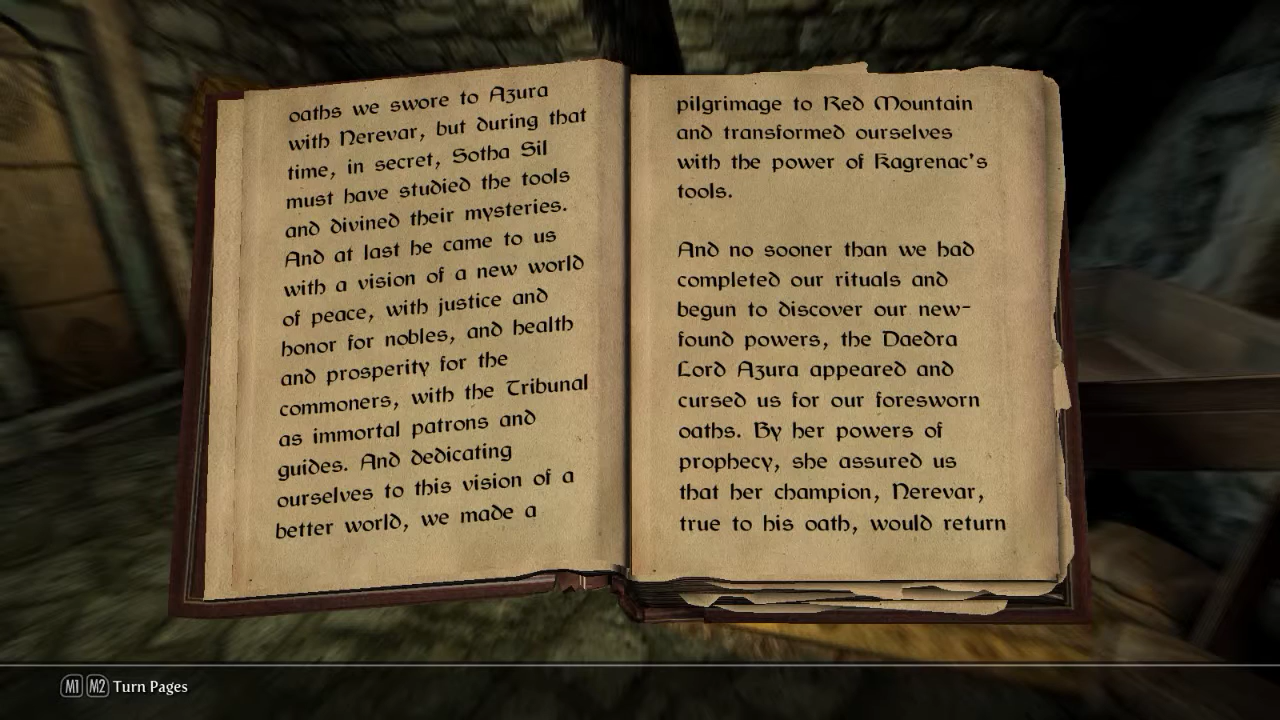 oaths we swore to Azura
with Nerevar, but during that
time, in secret, Sotha Sil
must have studied the tools
and divined their mysteries.
And at last he came to us
with a vision of a new world
of peace, with justice and
honor for nobles, and health
and prosperity for the
commoners, with the Tribunal
as immortal patrons and
guides. And dedicating
ourselves to this vision of a
better world, we made a
pilgrimage to Red Mountain
and transformed ourselves
with the power of Kagrenac's
tools.
And no sooner than we had
completed our rituals and
begun to discover our new-
found powers, the Daedra
Lord Azura appeared and
cursed us for our foresworn
oaths. By her powers of
prophecy, she assured us
that her champion, Nerevar,
true to his oath, would return
M1 M2 Turn Pages